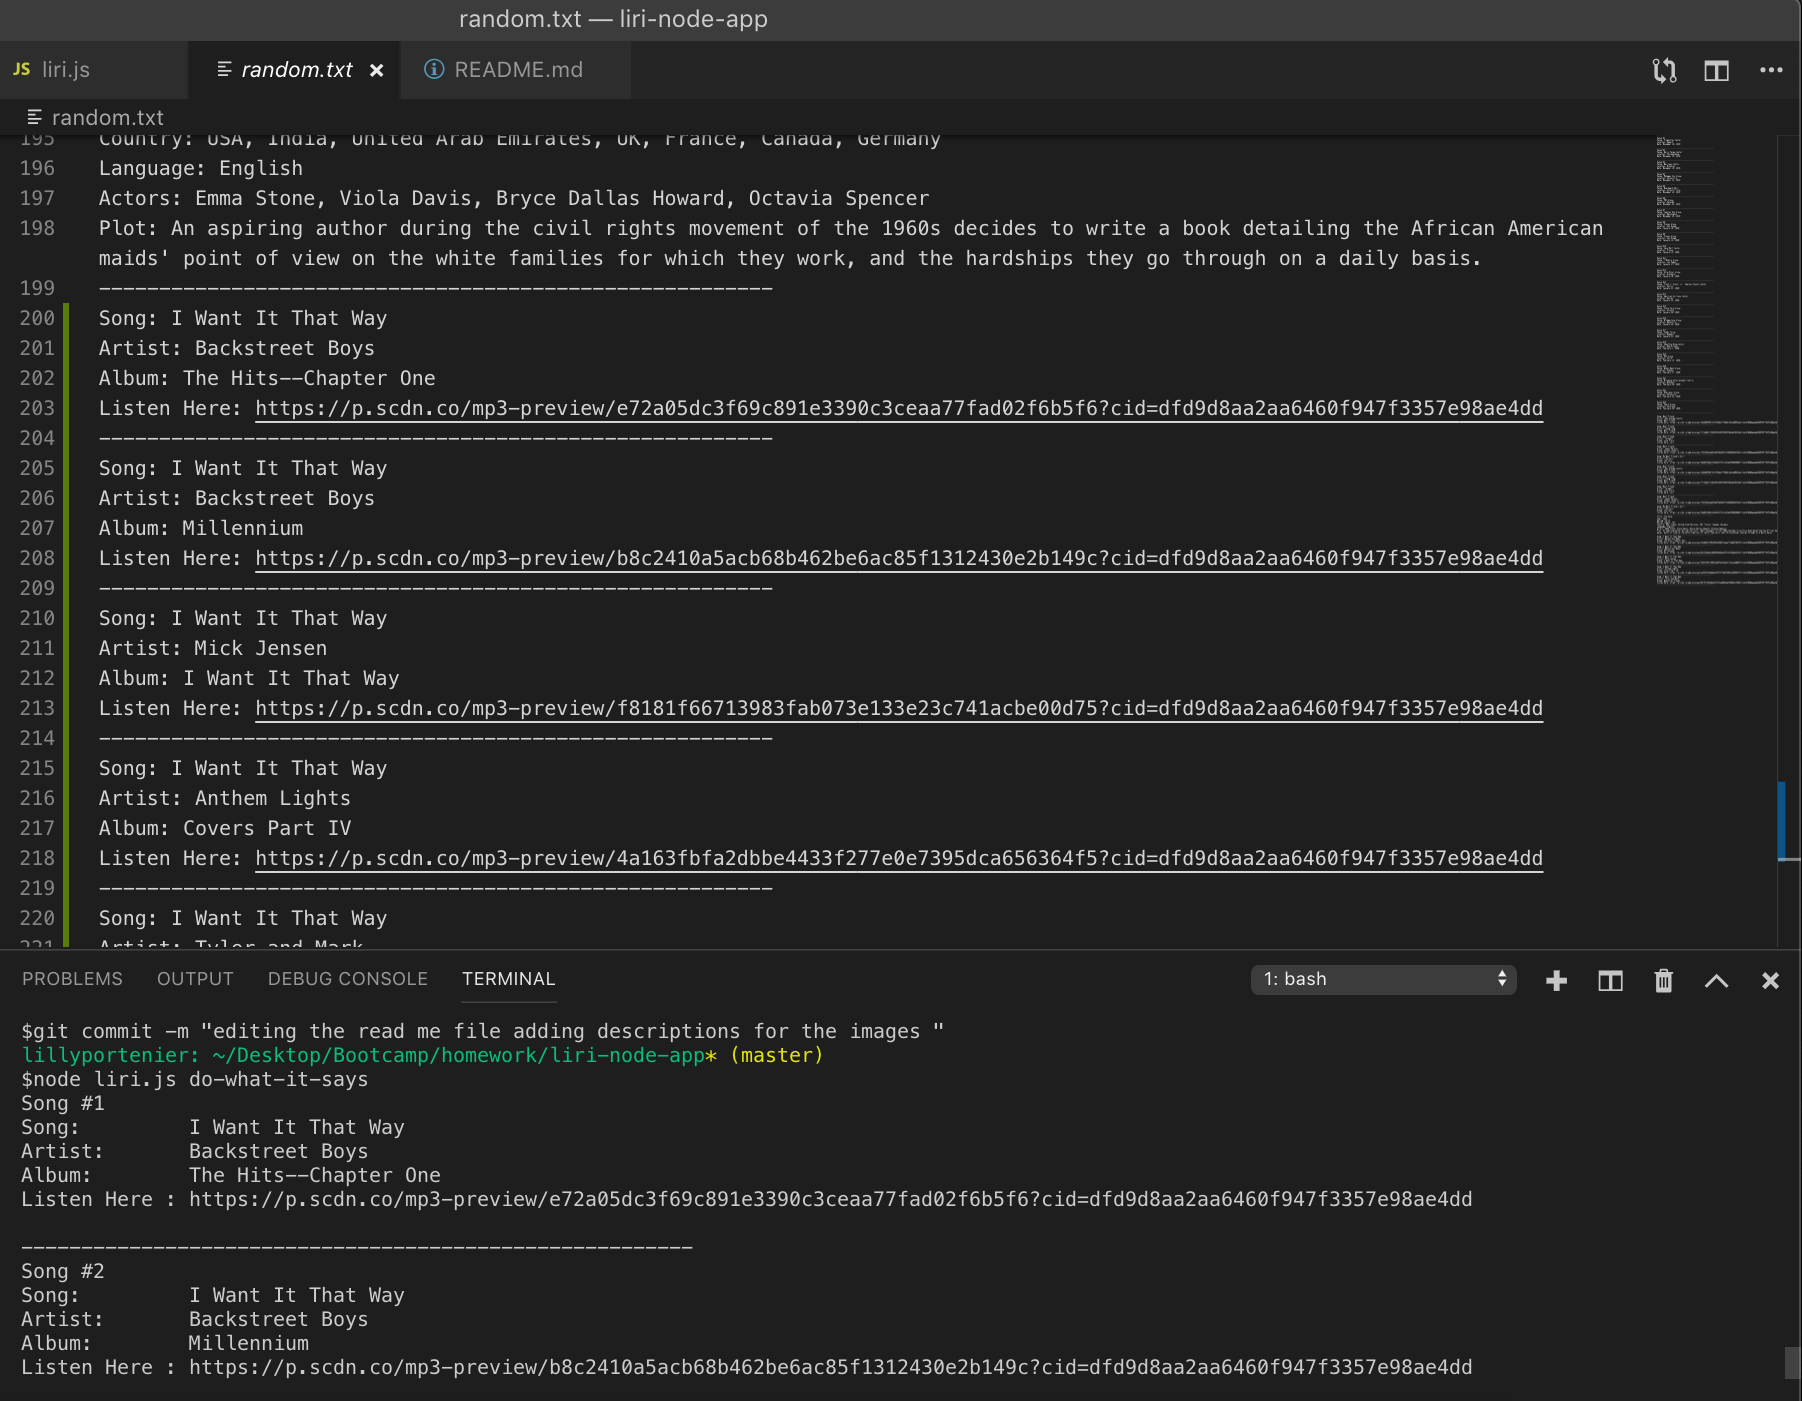 random.txt — liri-node-app
JS liri.js
random.txt
README.md
random.txt
195 Country: USA, India, United Arab Emirates, UK, France, Canada, Germany
196 Language: English
197 Actors: Emma Stone, Viola Davis, Bryce Dallas Howard, Octavia Spencer
198 Plot: An aspiring author during the civil rights movement of the 1960s decides to write a book detailing the African American
maids' point of view on the white families for which they work, and the hardships they go through on a daily basis.
199 --------------------------------------------------------
200 Song: I Want It That Way
201 Artist: Backstreet Boys
202 Album: The Hits--Chapter One
203 Listen Here: https://p.scdn.co/mp3-preview/e72a05dc3f69c891e3390c3ceaa77fad02f6b5f6?cid=dfd9d8aa2aa6460f947f3357e98ae4dd
204 --------------------------------------------------------
205 Song: I Want It That Way
206 Artist: Backstreet Boys
207 Album: Millennium
208 Listen Here: https://p.scdn.co/mp3-preview/b8c2410a5acb68b462be6ac85f1312430e2b149c?cid=dfd9d8aa2aa6460f947f3357e98ae4dd
209 --------------------------------------------------------
210 Song: I Want It That Way
211 Artist: Mick Jensen
212 Album: I Want It That Way
213 Listen Here: https://p.scdn.co/mp3-preview/f8181f66713983fab073e133e23c741acbe00d75?cid=dfd9d8aa2aa6460f947f3357e98ae4dd
214 --------------------------------------------------------
215 Song: I Want It That Way
216 Artist: Anthem Lights
217 Album: Covers Part IV
218 Listen Here: https://p.scdn.co/mp3-preview/4a163fbfa2dbbe4433f277e0e7395dca656364f5?cid=dfd9d8aa2aa6460f947f3357e98ae4dd
219 --------------------------------------------------------
220 Song: I Want It That Way
221 Artist: Tyler and Mark
PROBLEMS OUTPUT DEBUG CONSOLE TERMINAL 1: bash
$git commit -m "editing the read me file adding descriptions for the images "
lillyportenier: ~/Desktop/Bootcamp/homework/liri-node-app* (master)
$node liri.js do-what-it-says
Song #1
Song: I Want It That Way
Artist: Backstreet Boys
Album: The Hits--Chapter One
Listen Here : https://p.scdn.co/mp3-preview/e72a05dc3f69c891e3390c3ceaa77fad02f6b5f6?cid=dfd9d8aa2aa6460f947f3357e98ae4dd
--------------------------------------------------------
Song #2
Song: I Want It That Way
Artist: Backstreet Boys
Album: Millennium
Listen Here : https://p.scdn.co/mp3-preview/b8c2410a5acb68b462be6ac85f1312430e2b149c?cid=dfd9d8aa2aa6460f947f3357e98ae4dd